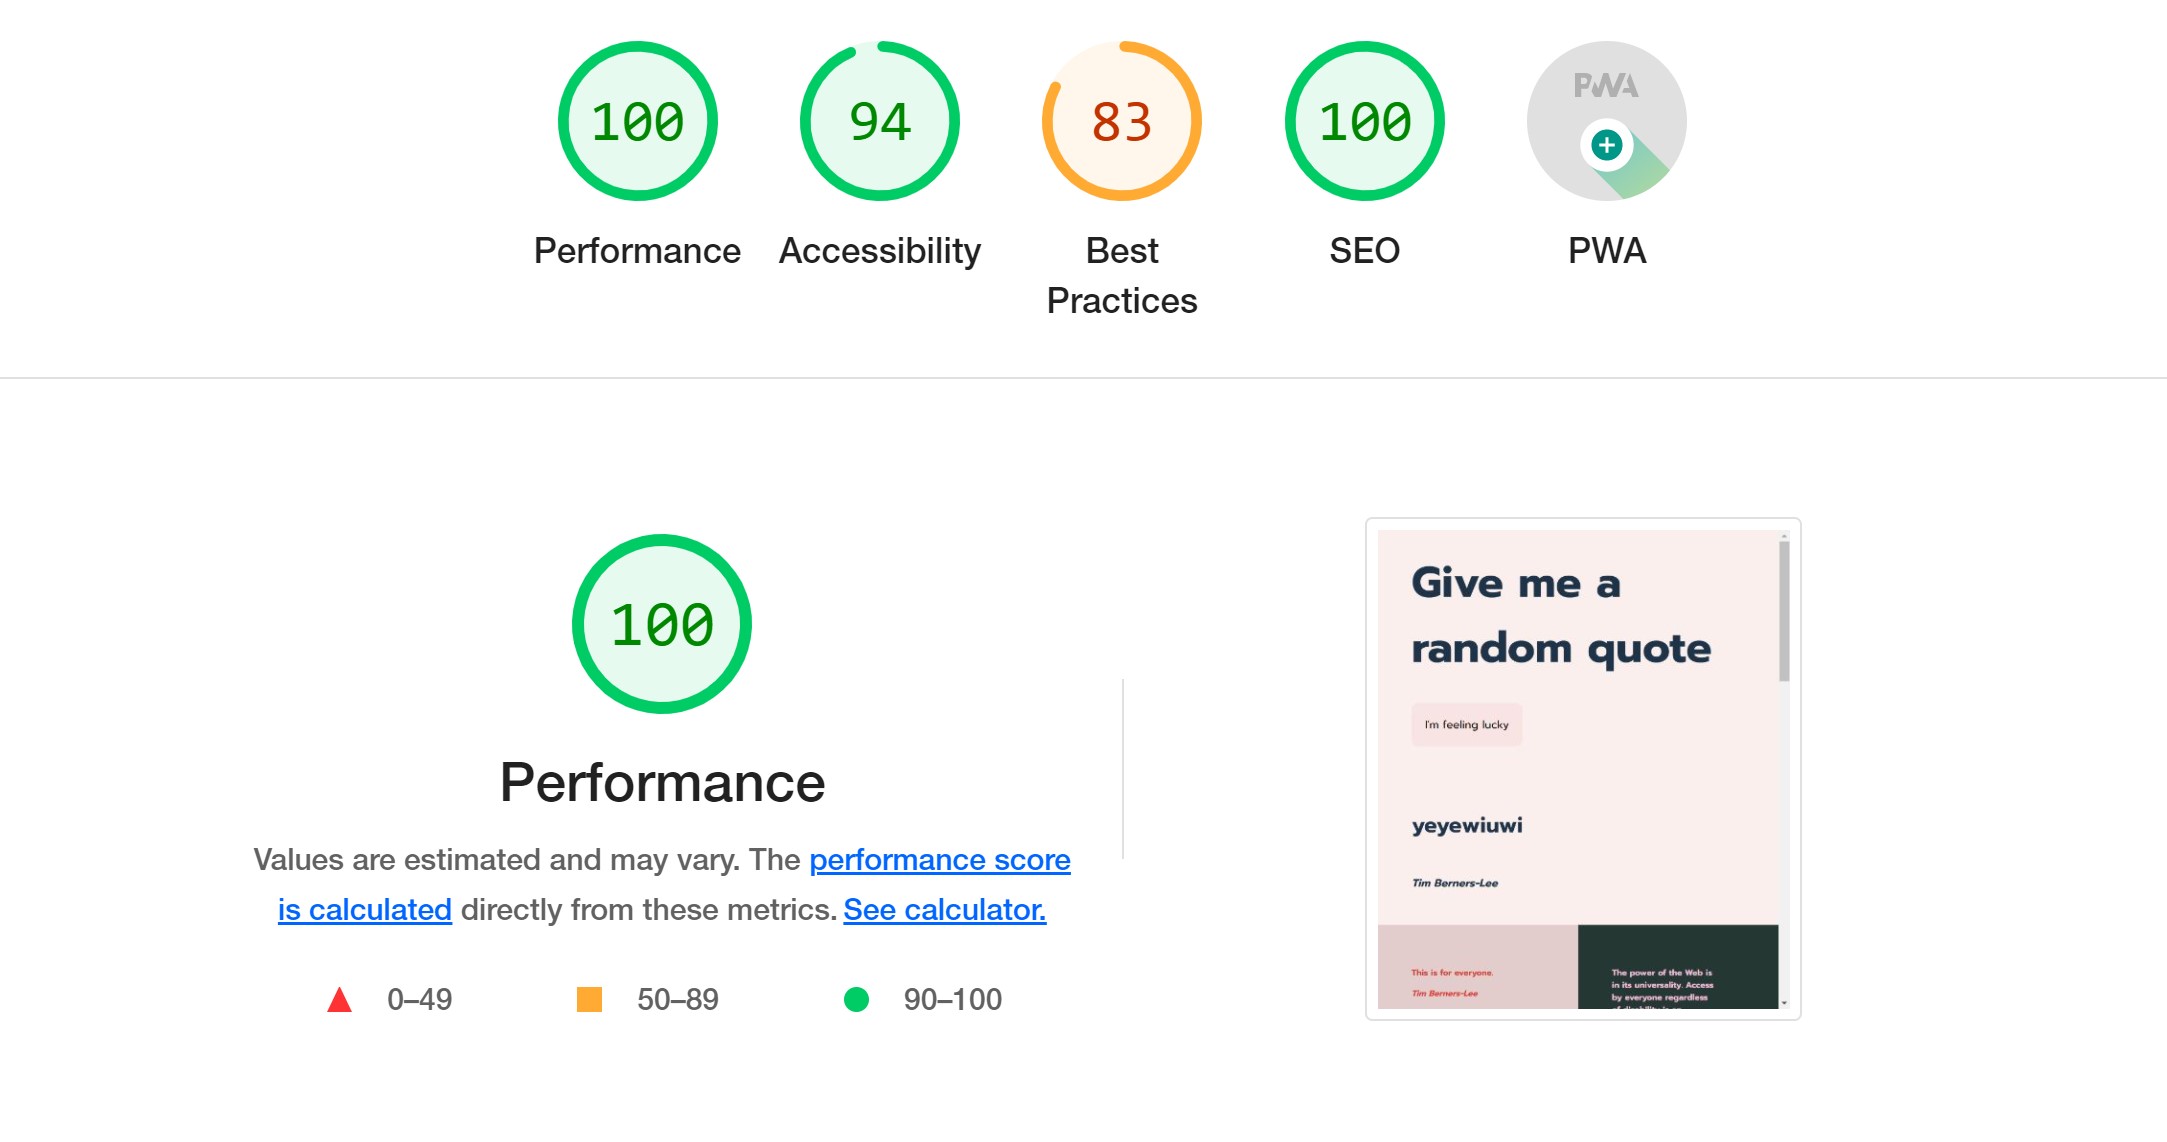 100
94
83
100
PWA
Performance
Accessibility
Best
Practices
SEO
PWA
100
Performance
Values are estimated and may vary. The performance score
is calculated directly from these metrics. See calculator.
0–49
50–89
90–100
Give me a
random quote
I'm feeling lucky
yeyewiuwi
Tim Berners-Lee
This is for everyone.
Tim Berners-Lee
The power of the Web is
in its universality. Access
by everyone regardless